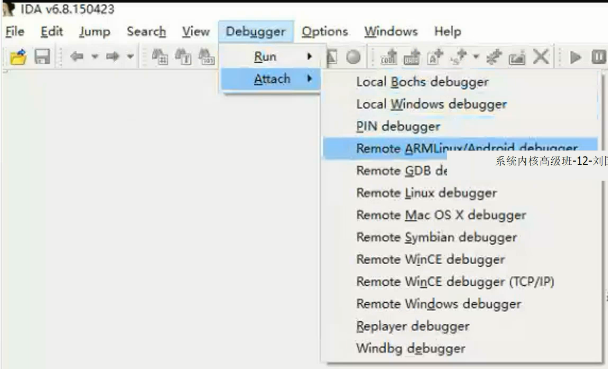 IDA v6.8.150423
File Edit Jump Search View Debugger Options Windows Help
Run
Attach
Local Bochs debugger
Local Windows debugger
PIN debugger
Remote ARMLinux/Android debugger
系统内核高级班-12-刘
Remote GDB de
Remote Linux debugger
Remote Mac OS X debugger
Remote Symbian debugger
Remote WinCE debugger
Remote WinCE debugger (TCP/IP)
Remote Windows debugger
Replayer debugger
Windbg debugger